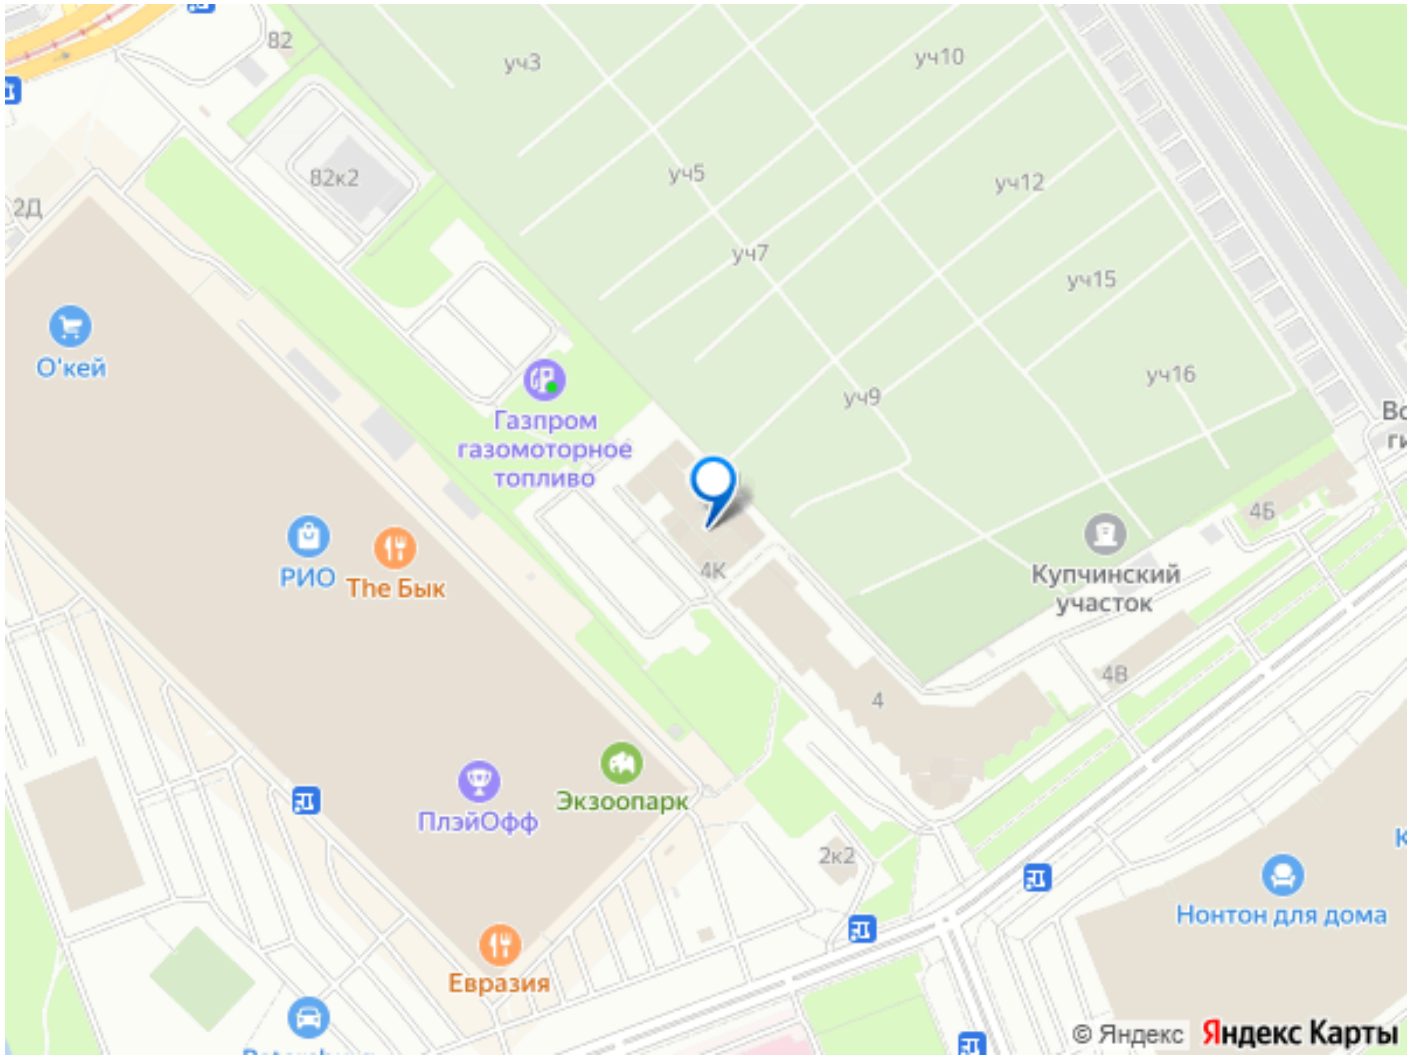 82
уч3
уч10
82к2
уч5
уч12
2Д
уч7
уч15
О'кей
уч16
уч9
Газпром
газомоторное
топливо
4Б
РИО
The Бык
4К
Купчинский
участок
4В
4
Экзоопарк
ПлэйОфф
2к2
Нонтон для дома
Евразия
© Яндекс
Яндекс Карты